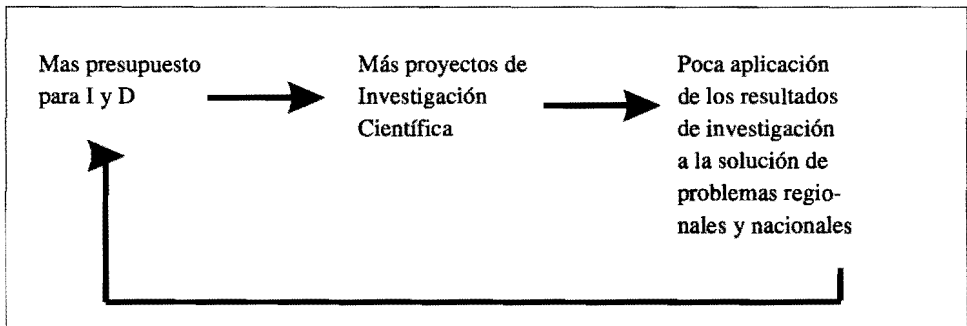 Mas presupuesto
para I y D
Más proyectos de
Investigación
Científica
Poca aplicación
de los resultados
de investigación
a la solución de
problemas regio-
nales y nacionales